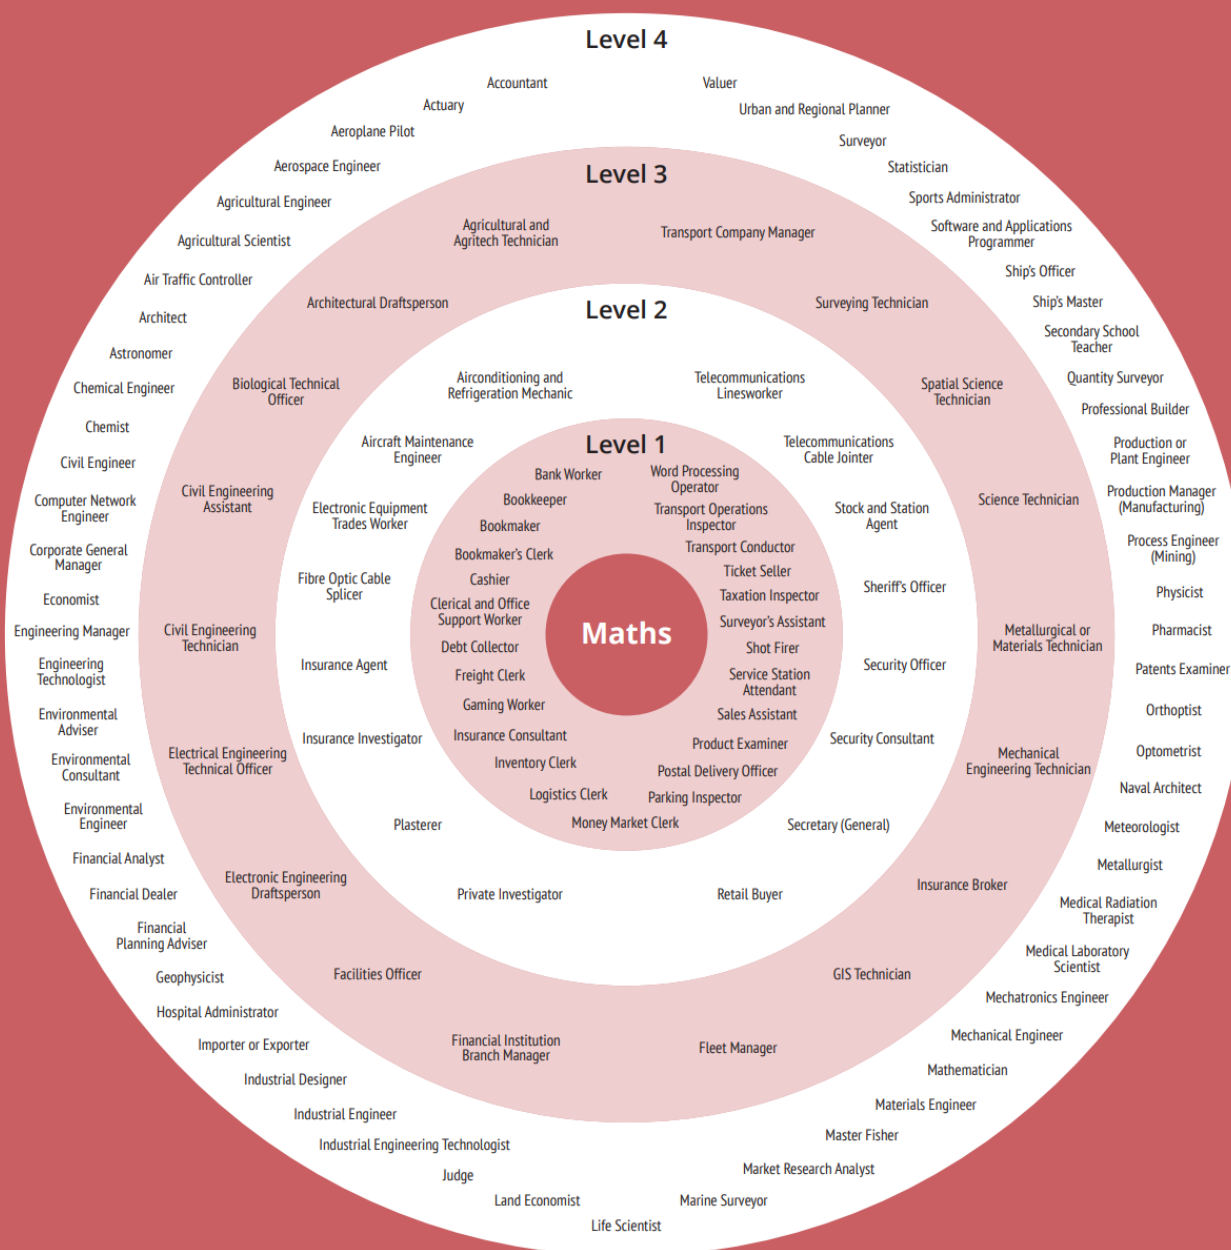 Level 4
Accountant
Actuary
Aeroplane Pilot
Aerospace Engineer
Agricultural Engineer
Agricultural Scientist
Air Traffic Controller
Architect
Astronomer
Chemical Engineer
Chemist
Civil Engineer
Computer Network
Engineer
Corporate General
Manager
Economist
Engineering Manager
Engineering
Technologist
Environmental
Adviser
Environmental
Consultant
Environmental
Engineer
Financial Analyst
Financial Dealer
Financial
Planning Adviser
Geophysicist
Hospital Administrator
Importer or Exporter
Industrial Designer
Industrial Engineer
Industrial Engineering Technologist
Judge
Land Economist
Life Scientist
Marine Surveyor
Market Research Analyst
Master Fisher
Materials Engineer
Mathematician
Mechanical Engineer
Mechatronics Engineer
Medical Laboratory
Scientist
Medical Radiation
Therapist
Metallurgist
Meteorologist
Naval Architect
Optometrist
Orthoptist
Patents Examiner
Pharmacist
Physicist
Process Engineer
(Mining)
Production Manager
(Manufacturing)
Production or
Plant Engineer
Professional Builder
Quantity Surveyor
Secondary School
Teacher
Ship's Master
Ship's Officer
Software and Applications
Programmer
Sports Administrator
Statistician
Surveyor
Urban and Regional Planner
Valuer
Level 3
Agricultural and
Agritech Technician
Architectural Draftsperson
Biological Technical
Officer
Civil Engineering
Assistant
Civil Engineering
Technician
Electrical Engineering
Technical Officer
Electronic Engineering
Draftsperson
Facilities Officer
Financial Institution
Branch Manager
Fleet Manager
GIS Technician
Insurance Broker
Mechanical
Engineering Technician
Metallurgical or
Materials Technician
Science Technician
Spatial Science
Technician
Surveying Technician
Transport Company Manager
Level 2
Airconditioning and
Refrigeration Mechanic
Aircraft Maintenance
Engineer
Electronic Equipment
Trades Worker
Fibre Optic Cable
Splicer
Insurance Agent
Insurance Investigator
Plasterer
Private Investigator
Retail Buyer
Secretary (General)
Security Consultant
Security Officer
Sheriff's Officer
Stock and Station
Agent
Telecommunications
Cable Jointer
Telecommunications
Linesworker
Level 1
Bank Worker
Bookkeeper
Bookmaker
Bookmaker's Clerk
Cashier
Clerical and Office
Support Worker
Debt Collector
Freight Clerk
Gaming Worker
Insurance Consultant
Inventory Clerk
Logistics Clerk
Money Market Clerk
Parking Inspector
Postal Delivery Officer
Product Examiner
Sales Assistant
Service Station
Attendant
Shot Firer
Surveyor's Assistant
Taxation Inspector
Ticket Seller
Transport Conductor
Transport Operations
Inspector
Word Processing
Operator
Maths